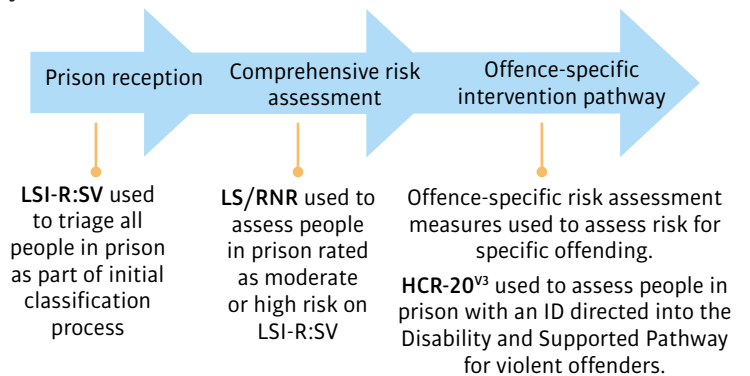 Prison reception
Comprehensive risk
assessment
Offence-specific
intervention pathway
LSI-R:SV used
to triage all
people in prison
as part of initial
classification
process
LS/RNR used to
assess people
in prison rated
as moderate
or high risk on
LSI-R:SV
Offence-specific risk assessment
measures used to assess risk for
specific offending.
HCR-20V3 used to assess people in
prison with an ID directed into the
Disability and Supported Pathway
for violent offenders.